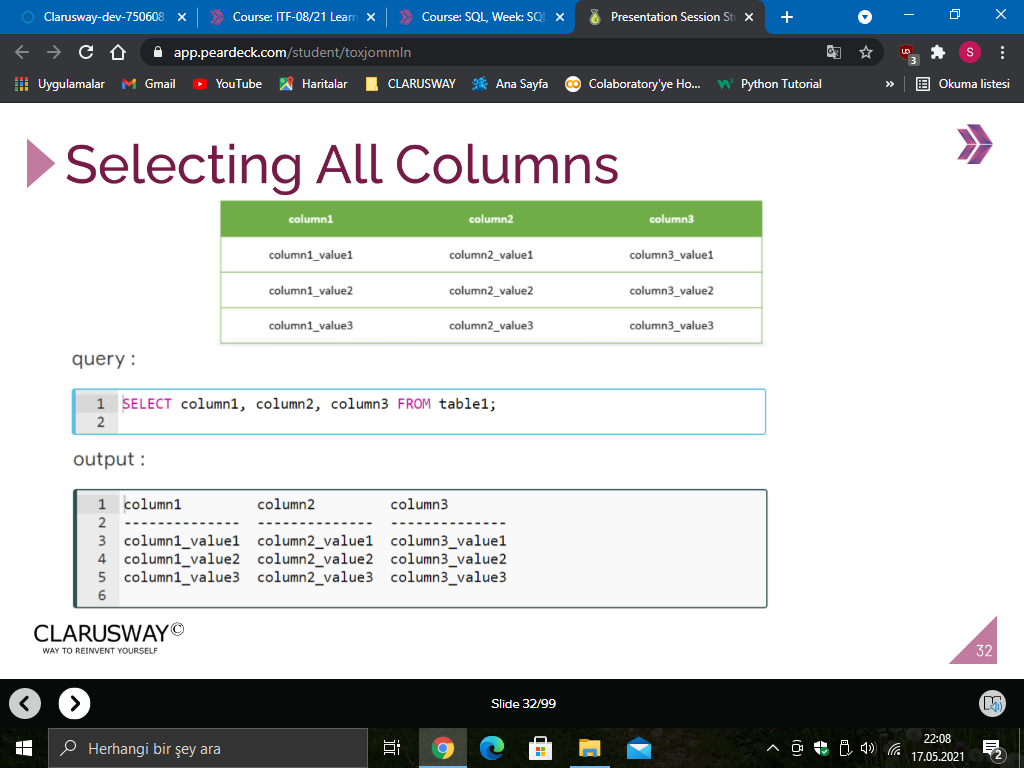 Clarusway-dev-750608
Course: ITF-08/21 Learn
Course: SQL, Week: SQL
Presentation Session St
app.peardeck.com/student/toxjommln
UD
3
S
Uygulamalar
Gmail
YouTube
Haritalar
CLARUSWAY
Ana Sayfa
Colaboratory'ye Ho...
Python Tutorial
»
Okuma listesi
Selecting All Columns
column1 column2 column3
column1_value1 column2_value1 column3_value1
column1_value2 column2_value2 column3_value2
column1_value3 column2_value3 column3_value3
query :
1 SELECT column1, column2, column3 FROM table1;
2
output :
1 column1 column2 column3
2 -------------- -------------- --------------
3 column1_value1 column2_value1 column3_value1
4 column1_value2 column2_value2 column3_value2
5 column1_value3 column2_value3 column3_value3
6
CLARUSWAY©
WAY TO REINVENT YOURSELF
32
Slide 32/99
Herhangi bir şey ara
22:08
17.05.2021
2